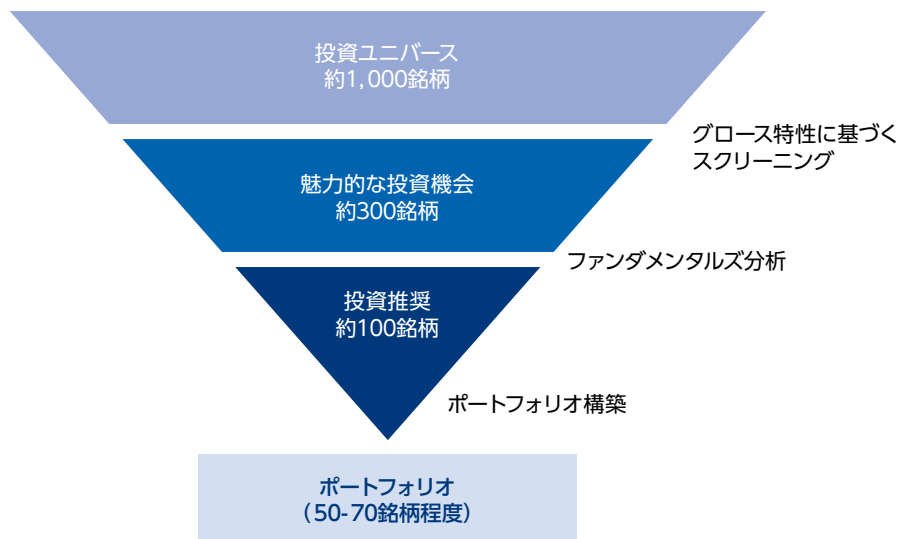 投資ユニバース
約1,000銘柄
グロース特性に基づく
スクリーニング
魅力的な投資機会
約300銘柄
ファンダメンタルズ分析
投資推奨
約100銘柄
ポートフォリオ構築
ポートフォリオ
（50-70銘柄程度）